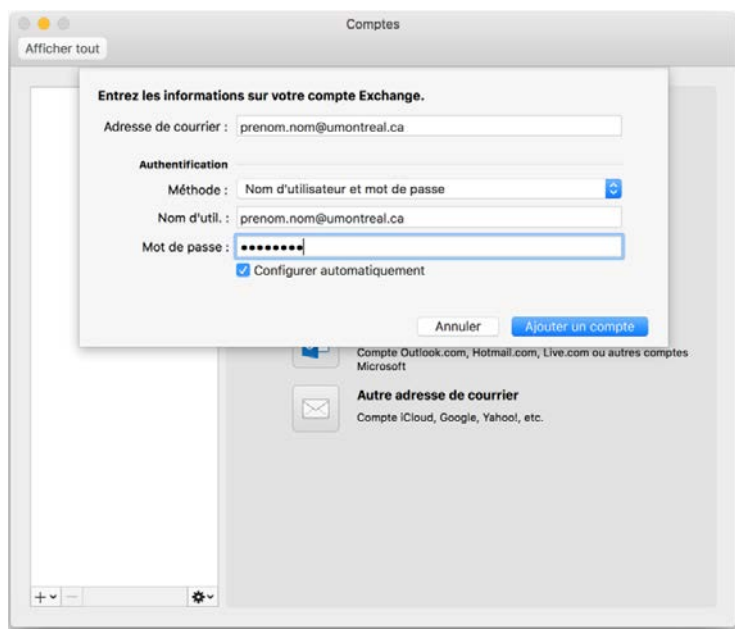 Comptes
Afficher tout
Entrez les informations sur votre compte Exchange.
Adresse de courrier : prenom.nom@umontreal.ca
Authentification
Méthode : Nom d'utilisateur et mot de passe
Nom d'util. : prenom.nom@umontreal.ca
Mot de passe : ••••••••
Configurer automatiquement
Annuler Ajouter un compte
Compte Outlook.com, Hotmail.com, Live.com ou autres comptes
Microsoft
Autre adresse de courrier
Compte iCloud, Google, Yahoo!, etc.